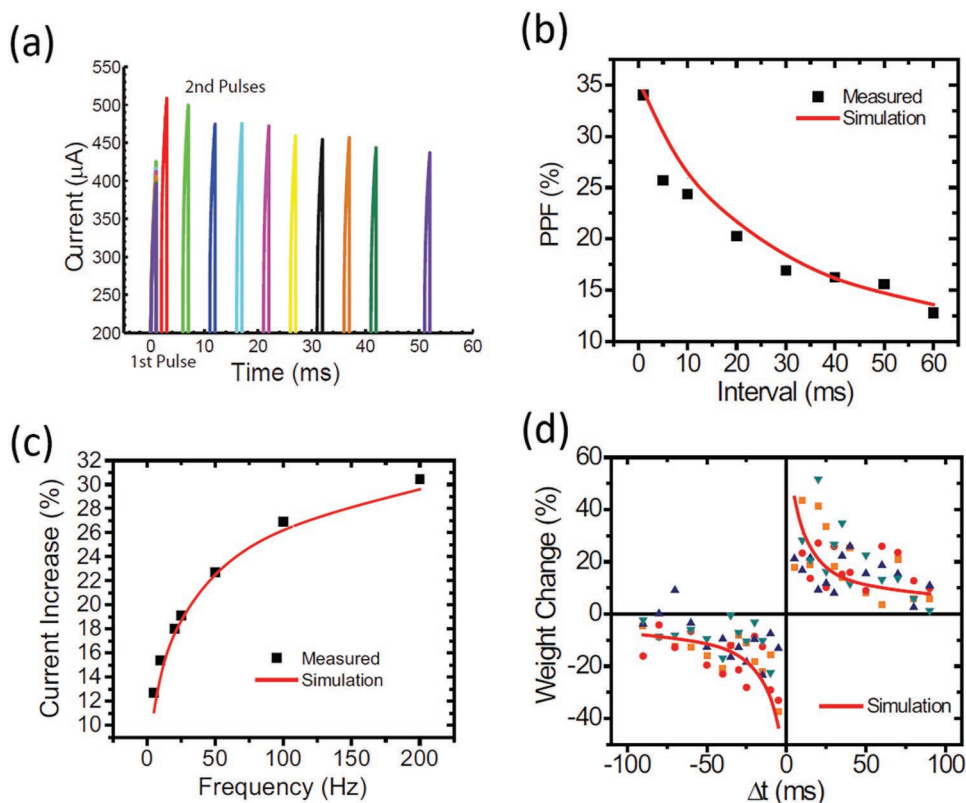 (a)
550
500
450
400
350
300
250
200
Current (μA)
2nd Pulses
1st Pulse
0 10 20 30 40 50 60
Time (ms)
(b)
35
30
25
20
15
10
PPF (%)
Measured
Simulation
0 10 20 30 40 50 60
Interval (ms)
(c)
32
30
28
26
24
22
20
18
16
14
12
10
Current Increase (%)
Measured
Simulation
0 50 100 150 200
Frequency (Hz)
(d)
60
40
20
0
-20
-40
Weight Change (%)
Simulation
-100 -50 0 50 100
Δt (ms)